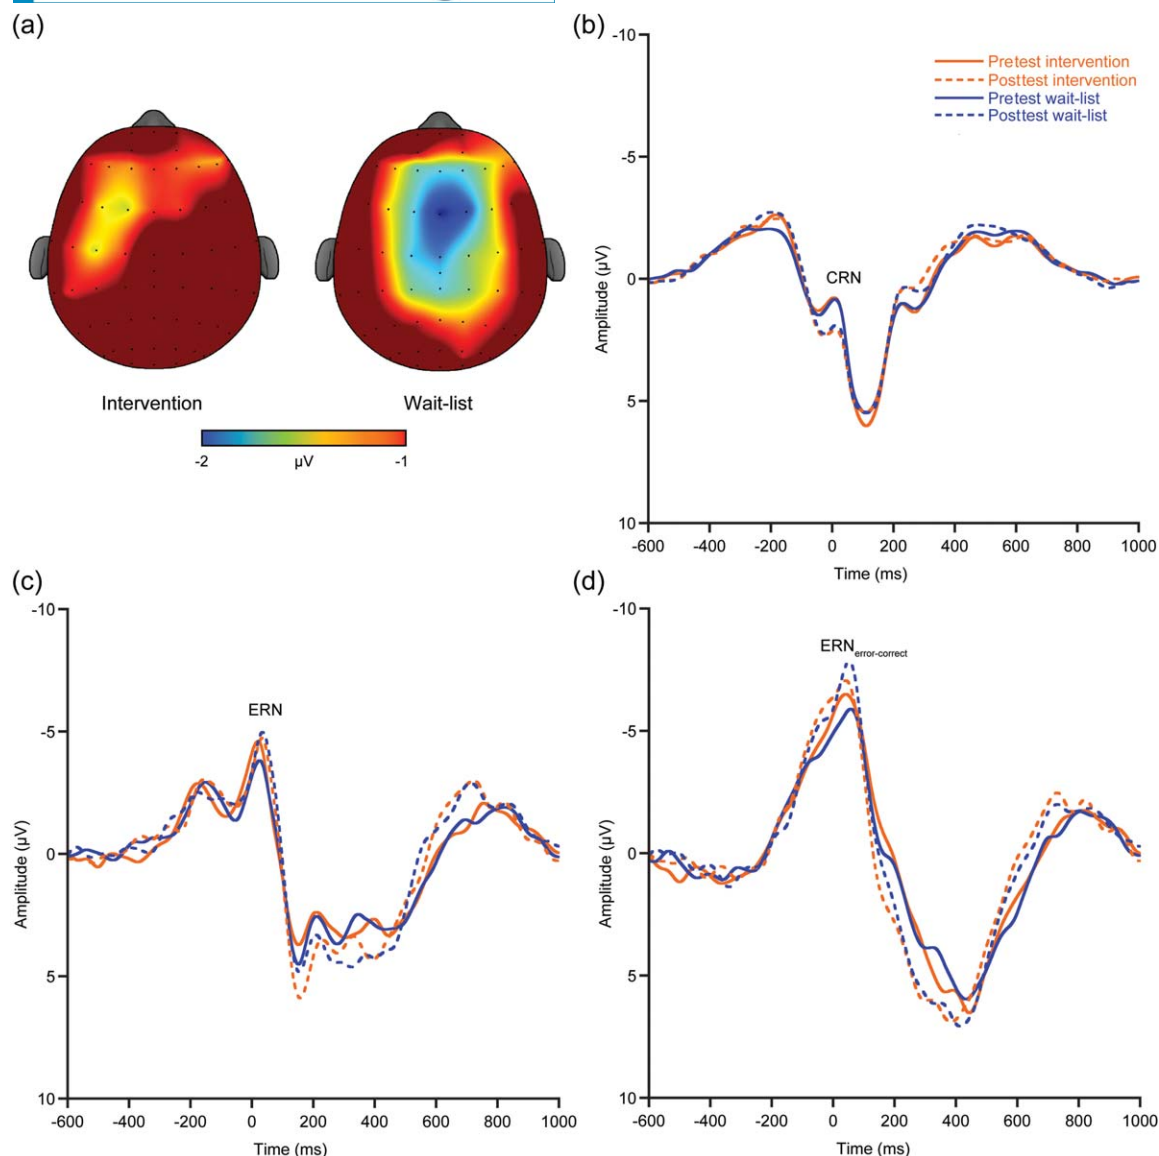 (a)
Intervention
Wait-list
-2
µV
-1
(b)
-10
-5
0
5
10
Amplitude (µV)
Pretest intervention
Posttest intervention
Pretest wait-list
Posttest wait-list
CRN
-600 -400 -200 0 200 400 600 800 1000
Time (ms)
(c)
-10
-5
0
5
10
Amplitude (µV)
ERN
-600 -400 -200 0 200 400 600 800 1000
Time (ms)
(d)
-10
-5
0
5
10
Amplitude (µV)
ERN error-correct
-600 -400 -200 0 200 400 600 800 1000
Time (ms)